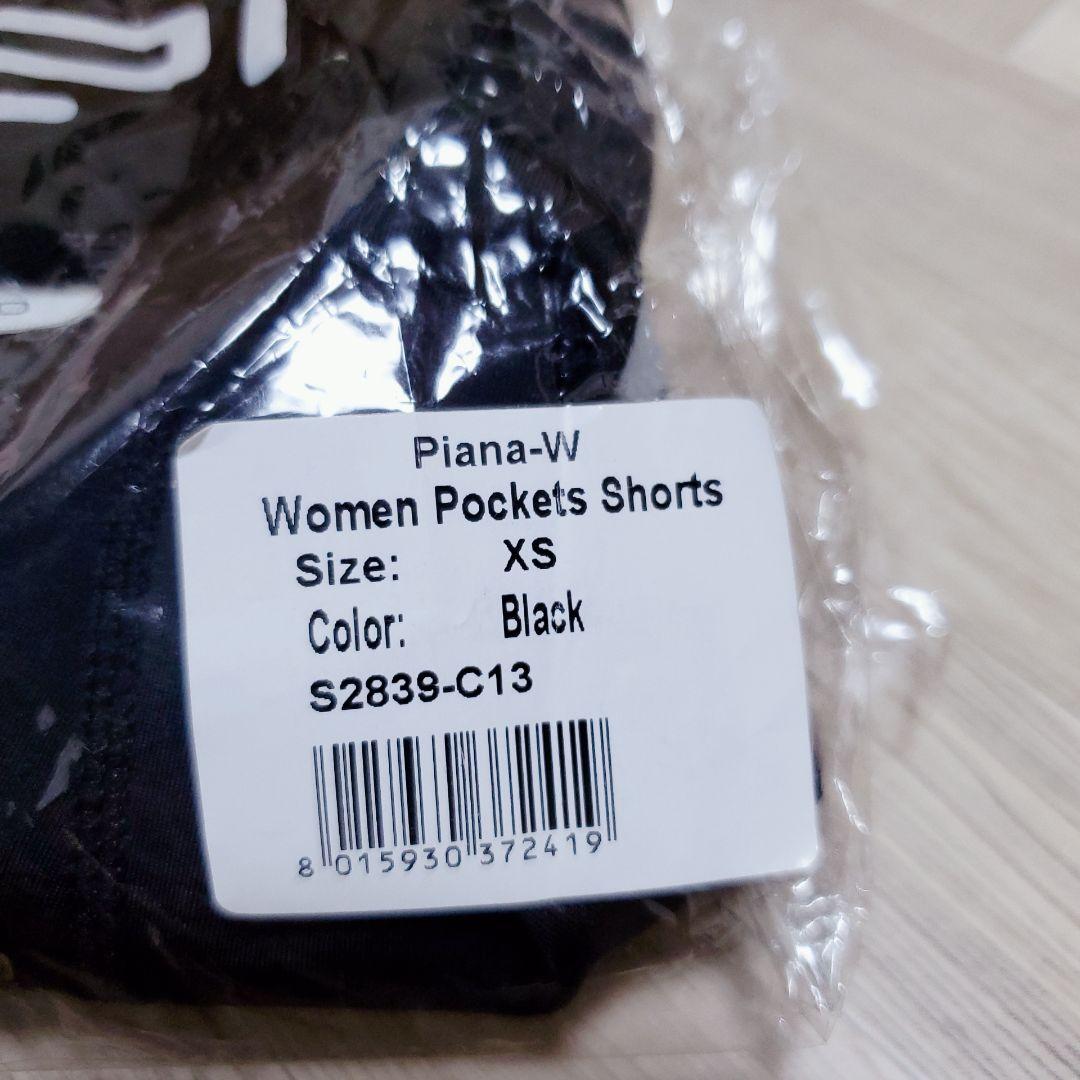 Piana-W
Women Pockets Shorts
Size: XS
Color: Black
S2839-C13
8 015930 372419